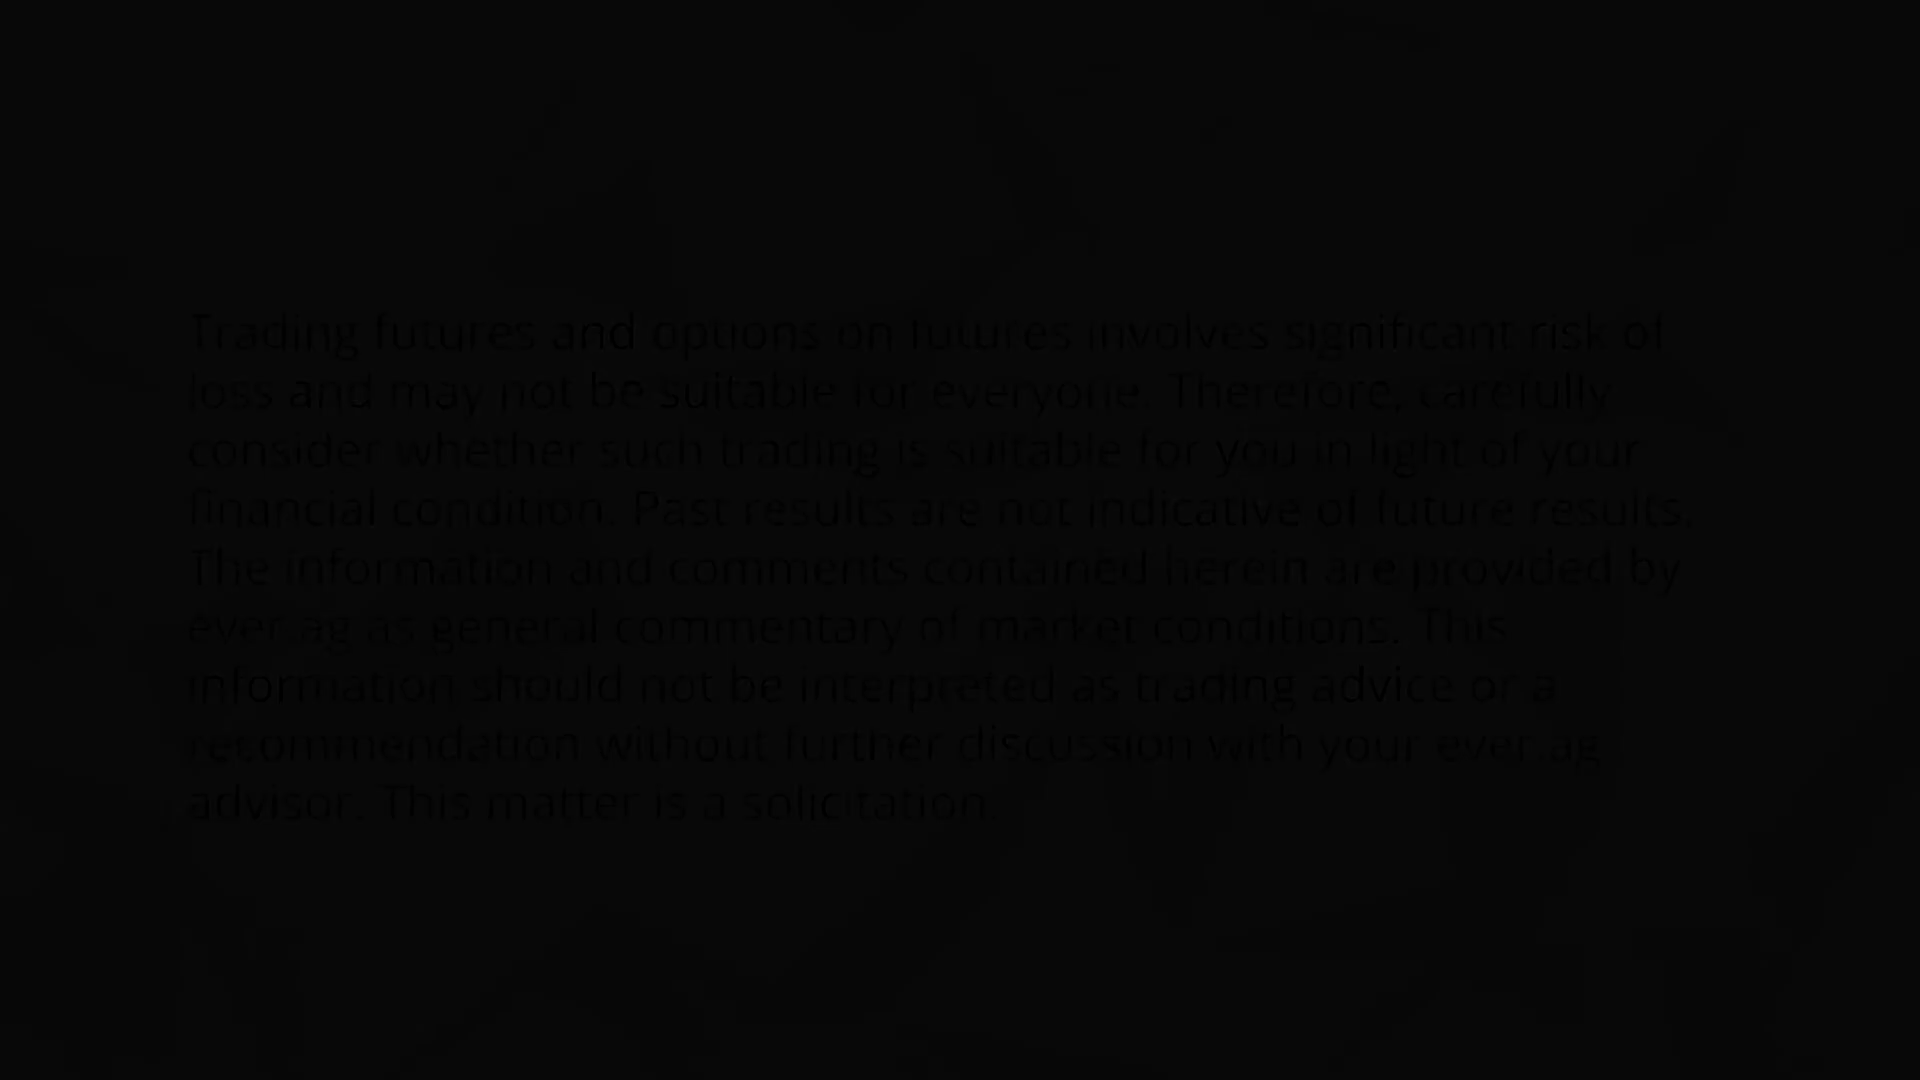 Trading futures and options on futures involves significant risk of
loss and may not be suitable for everyone. Therefore, carefully
consider whether such trading is suitable for you in light of your
financial condition. Past results are not indicative of future results.
The information and comments contained herein are provided by
ever.ag as general commentary of market conditions. This
information should not be interpreted as trading advice or a
recommendation without further discussion with your ever.ag
advisor. This matter is a solicitation.